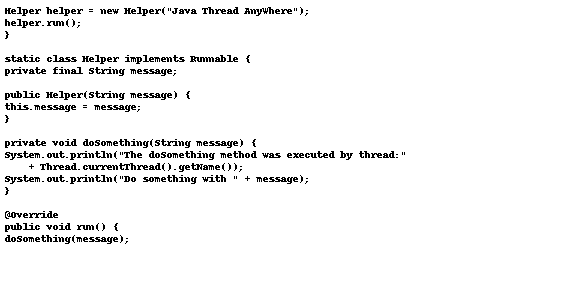 Helper helper = new Helper("Java Thread AnyWhere");
helper.run();
}
static class Helper implements Runnable {
private final String message;
public Helper(String message) {
this.message = message;
}
private void doSomething(String message) {
System.out.println("The doSomething method was executed by thread:"
+ Thread.currentThread().getName());
System.out.println("Do something with " + message);
}
@Override
public void run() {
doSomething(message);